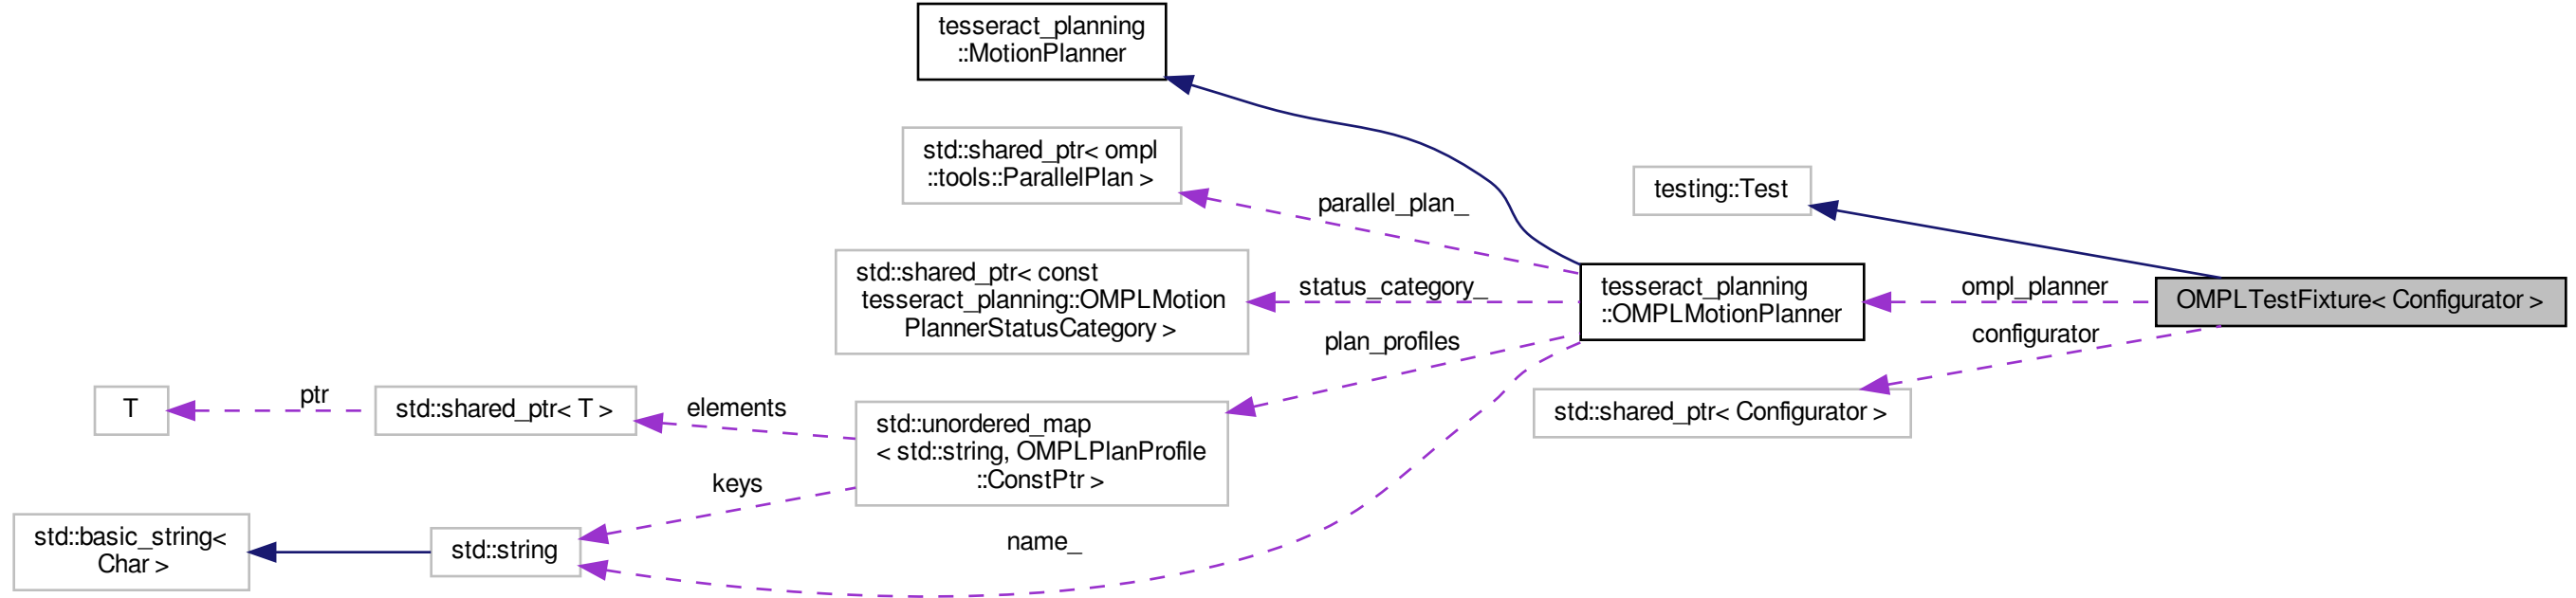 tesseract_planning
::MotionPlanner
std::shared_ptr< ompl
::tools::ParallelPlan >
testing::Test
parallel_plan_
std::shared_ptr< const
tesseract_planning::OMPLMotion
PlannerStatusCategory >
status_category_
tesseract_planning
::OMPLMotionPlanner
ompl_planner
OMPLTestFixture< Configurator >
configurator
plan_profiles
T
ptr
std::shared_ptr< T >
elements
std::unordered_map
< std::string, OMPLPlanProfile
::ConstPtr >
std::shared_ptr< Configurator >
keys
std::basic_string<
Char >
std::string
name_